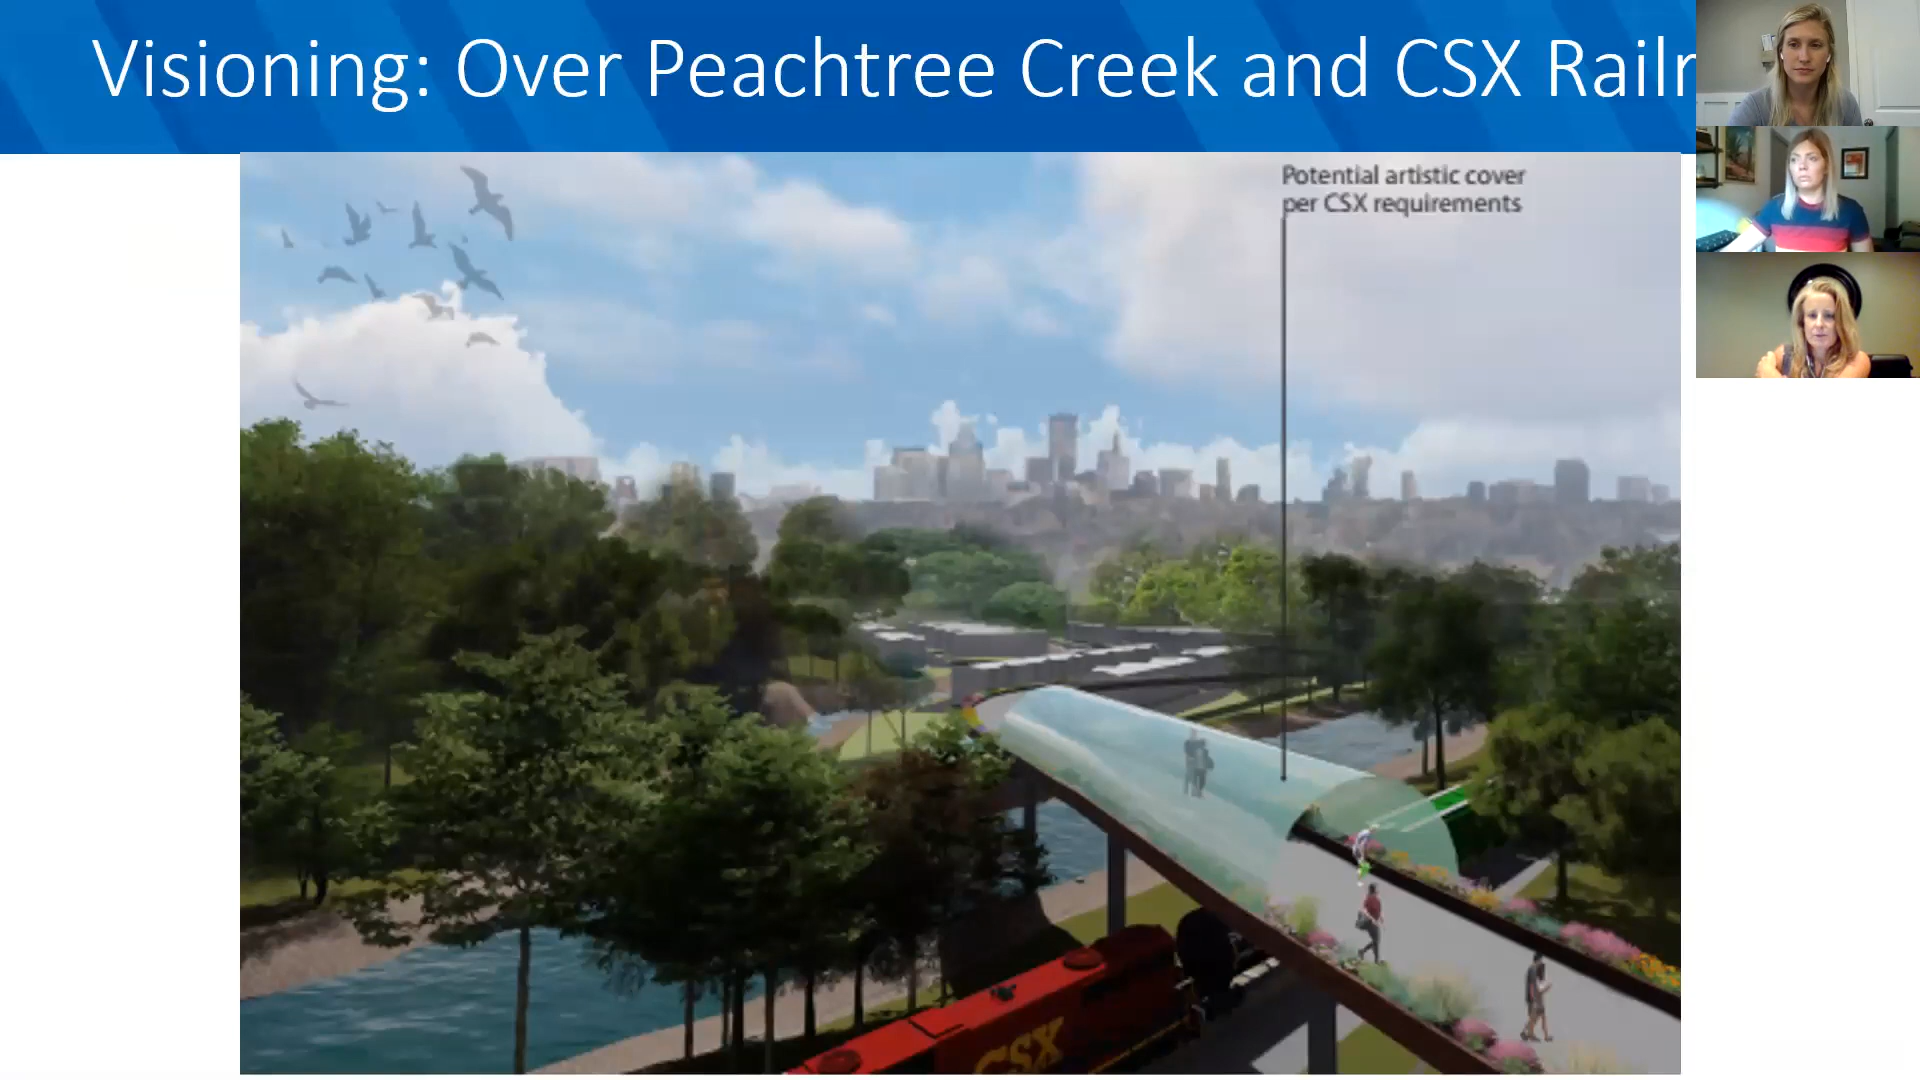 Visioning: Over Peachtree Creek and CSX Railr
Potential artistic cover
per CSX requirements
CSX